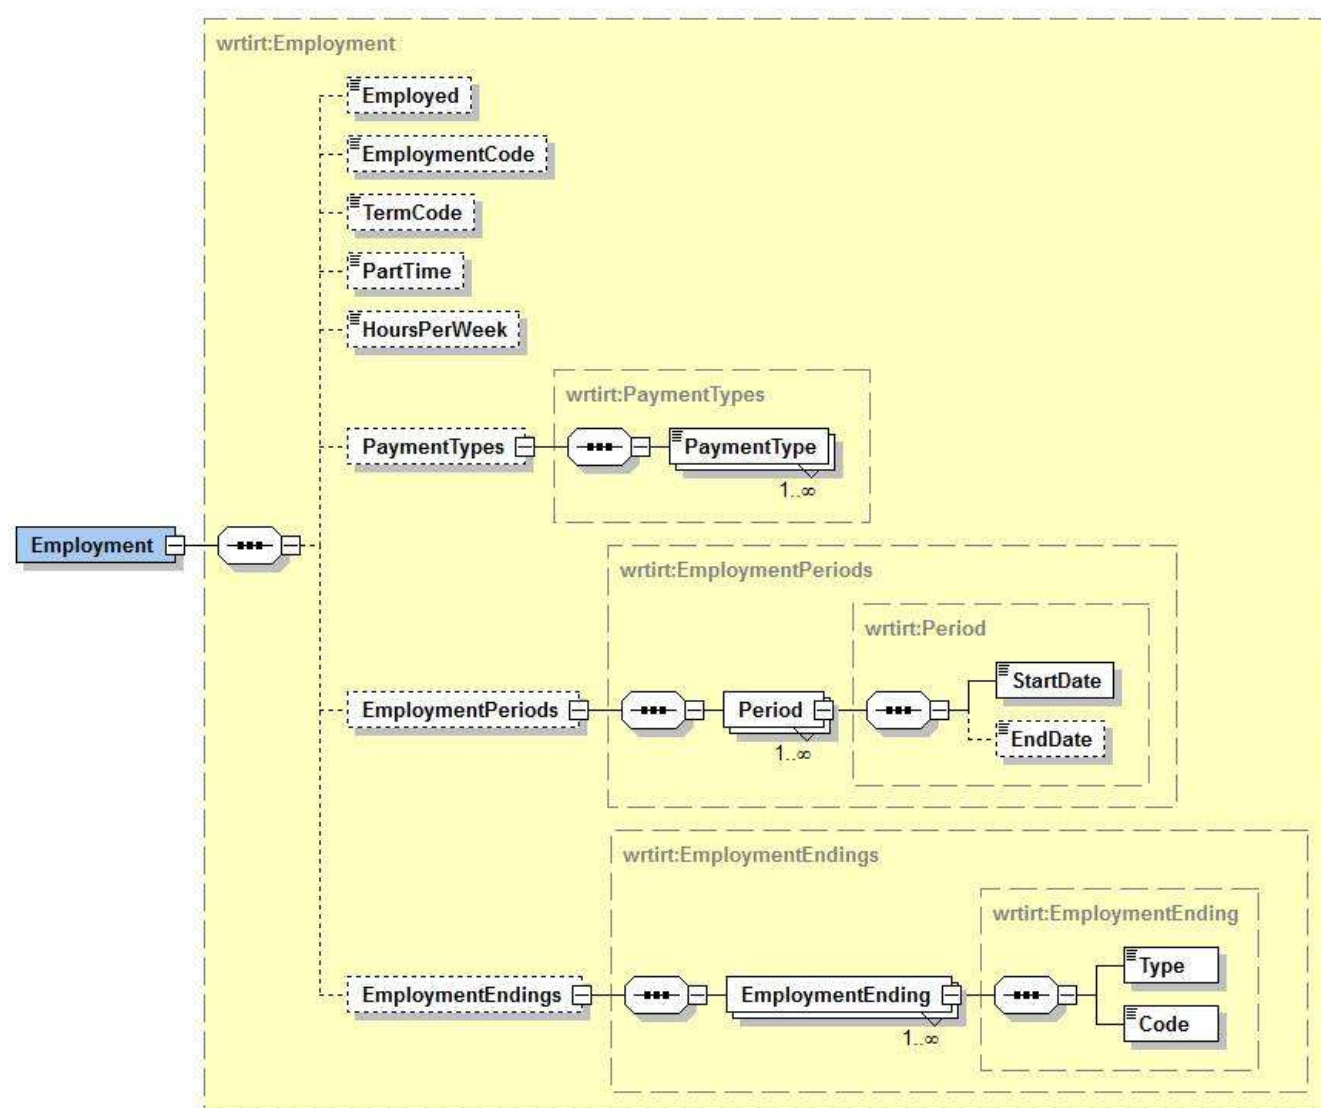 wrtirt:Employment
Employed
EmploymentCode
TermCode
PartTime
HoursPerWeek
wrtirt:PaymentTypes
PaymentTypes
PaymentType
1..∞
Employment
wrtirt:EmploymentPeriods
wrtirt:Period
StartDate
EmploymentPeriods
Period
EndDate
1..∞
wrtirt:EmploymentEndings
wrtirt:EmploymentEnding
Type
EmploymentEndings
EmploymentEnding
Code
1..∞